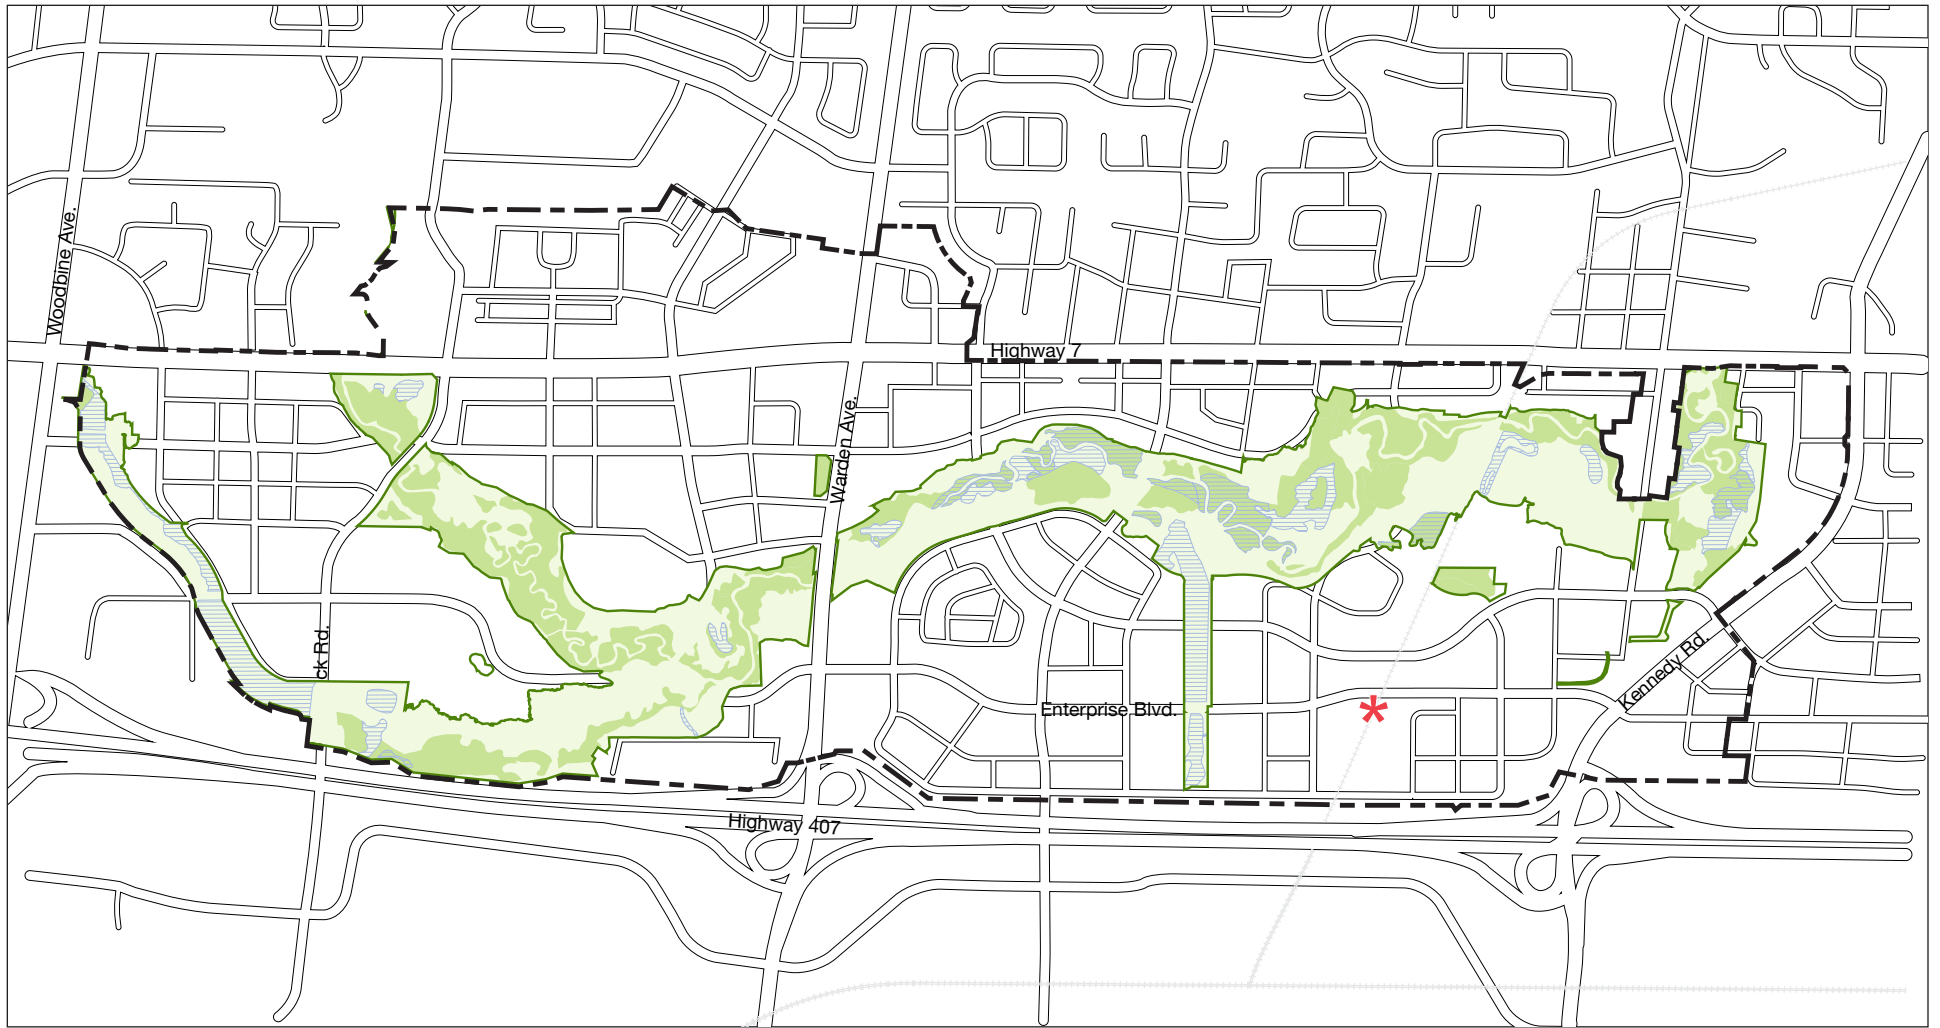 Woodbine Ave.
Highway 7
Warden Ave.
ck Rd.
Kennedy Rd.
Enterprise Blvd.
*
Highway 407